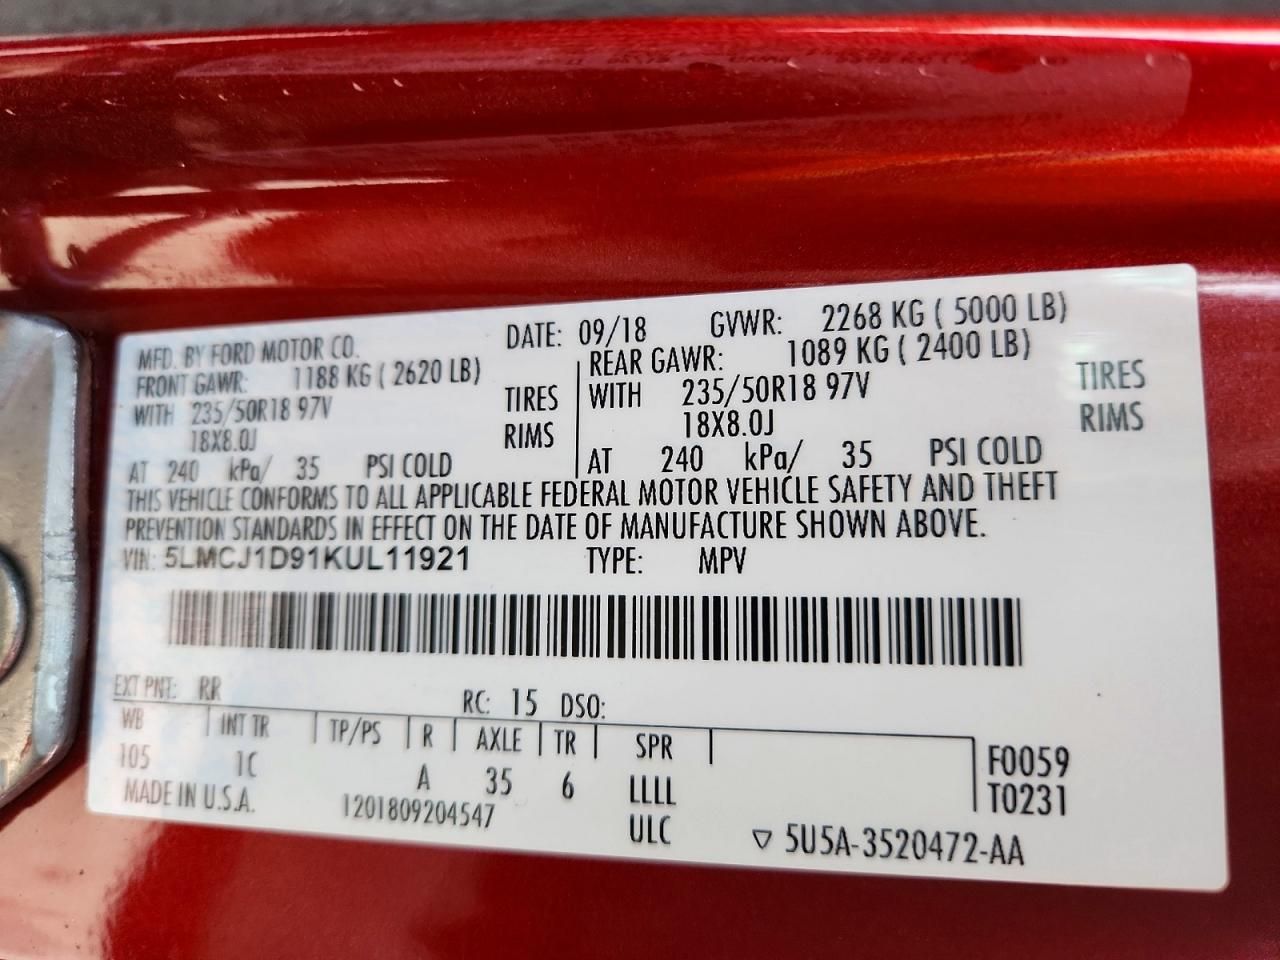 MFD. BY FORD MOTOR CO. DATE: 09/18 GVWR: 2268 KG ( 5000 LB)
FRONT GAWR: 1188 KG ( 2620 LB) REAR GAWR: 1089 KG ( 2400 LB)
WITH 235/50R18 97V TIRES WITH 235/50R18 97V TIRES
18X8.0J RIMS 18X8.0J RIMS
AT 240 kPa/ 35 PSI COLD AT 240 kPa/ 35 PSI COLD
THIS VEHICLE CONFORMS TO ALL APPLICABLE FEDERAL MOTOR VEHICLE SAFETY AND THEFT
PREVENTION STANDARDS IN EFFECT ON THE DATE OF MANUFACTURE SHOWN ABOVE.
VIN: 5LMCJ1D91KUL11921 TYPE: MPV
EXT PNT: RR RC: 15 DSO:
WB INT TR TP/PS R AXLE TR SPR
105 1C A 35 6 LLLL F0059
MADE IN U.S.A. 1201809204547 ULC T0231
▽ 5U5A-3520472-AA